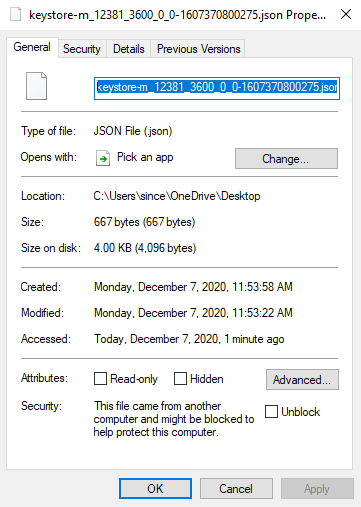 keystore-m_12381_3600_0_0-1607370800275.json Prope...
General Security Details Previous Versions
keystore-m_12381_3600_0_0-1607370800275.json
Type of file: JSON File (.json)
Opens with: Pick an app Change...
Location: C:\Users\since\OneDrive\Desktop
Size: 667 bytes (667 bytes)
Size on disk: 4.00 KB (4,096 bytes)
Created: Monday, December 7, 2020, 11:53:58 AM
Modified: Monday, December 7, 2020, 11:53:22 AM
Accessed: Today, December 7, 2020, 1 minute ago
Attributes: Read-only Hidden Advanced...
Security: This file came from another
computer and might be blocked to
help protect this computer.
Unblock
OK Cancel Apply